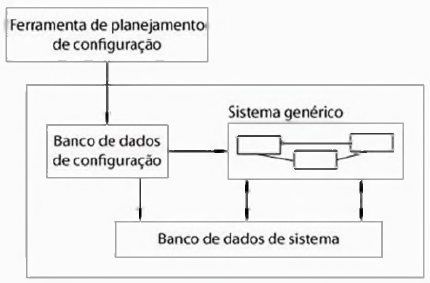 Ferramenta de planejamento
de configuração
Sistema genérico
Banco de dados
de configuração
Banco de dados de sistema